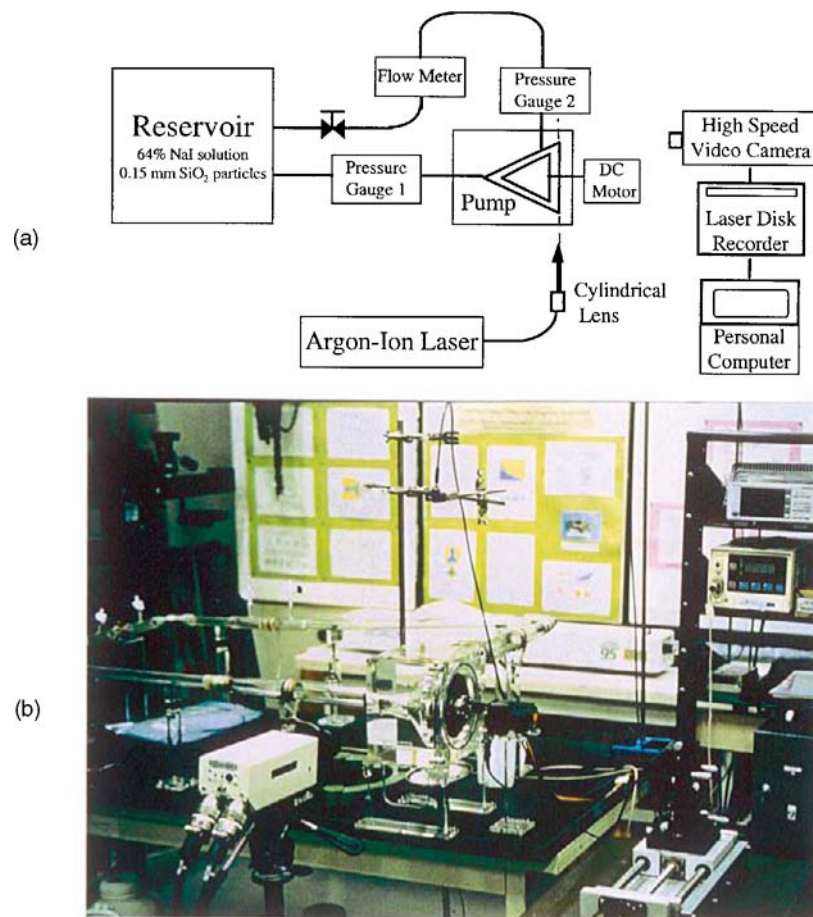 (a)
Reservoir
64% NaI solution
0.15 mm SiO₂ particles
Flow Meter
Pressure
Gauge 1
Pressure
Gauge 2
Pump
DC
Motor
High Speed
Video Camera
Laser Disk
Recorder
Personal
Computer
Cylindrical
Lens
Argon-Ion Laser
(b)
95